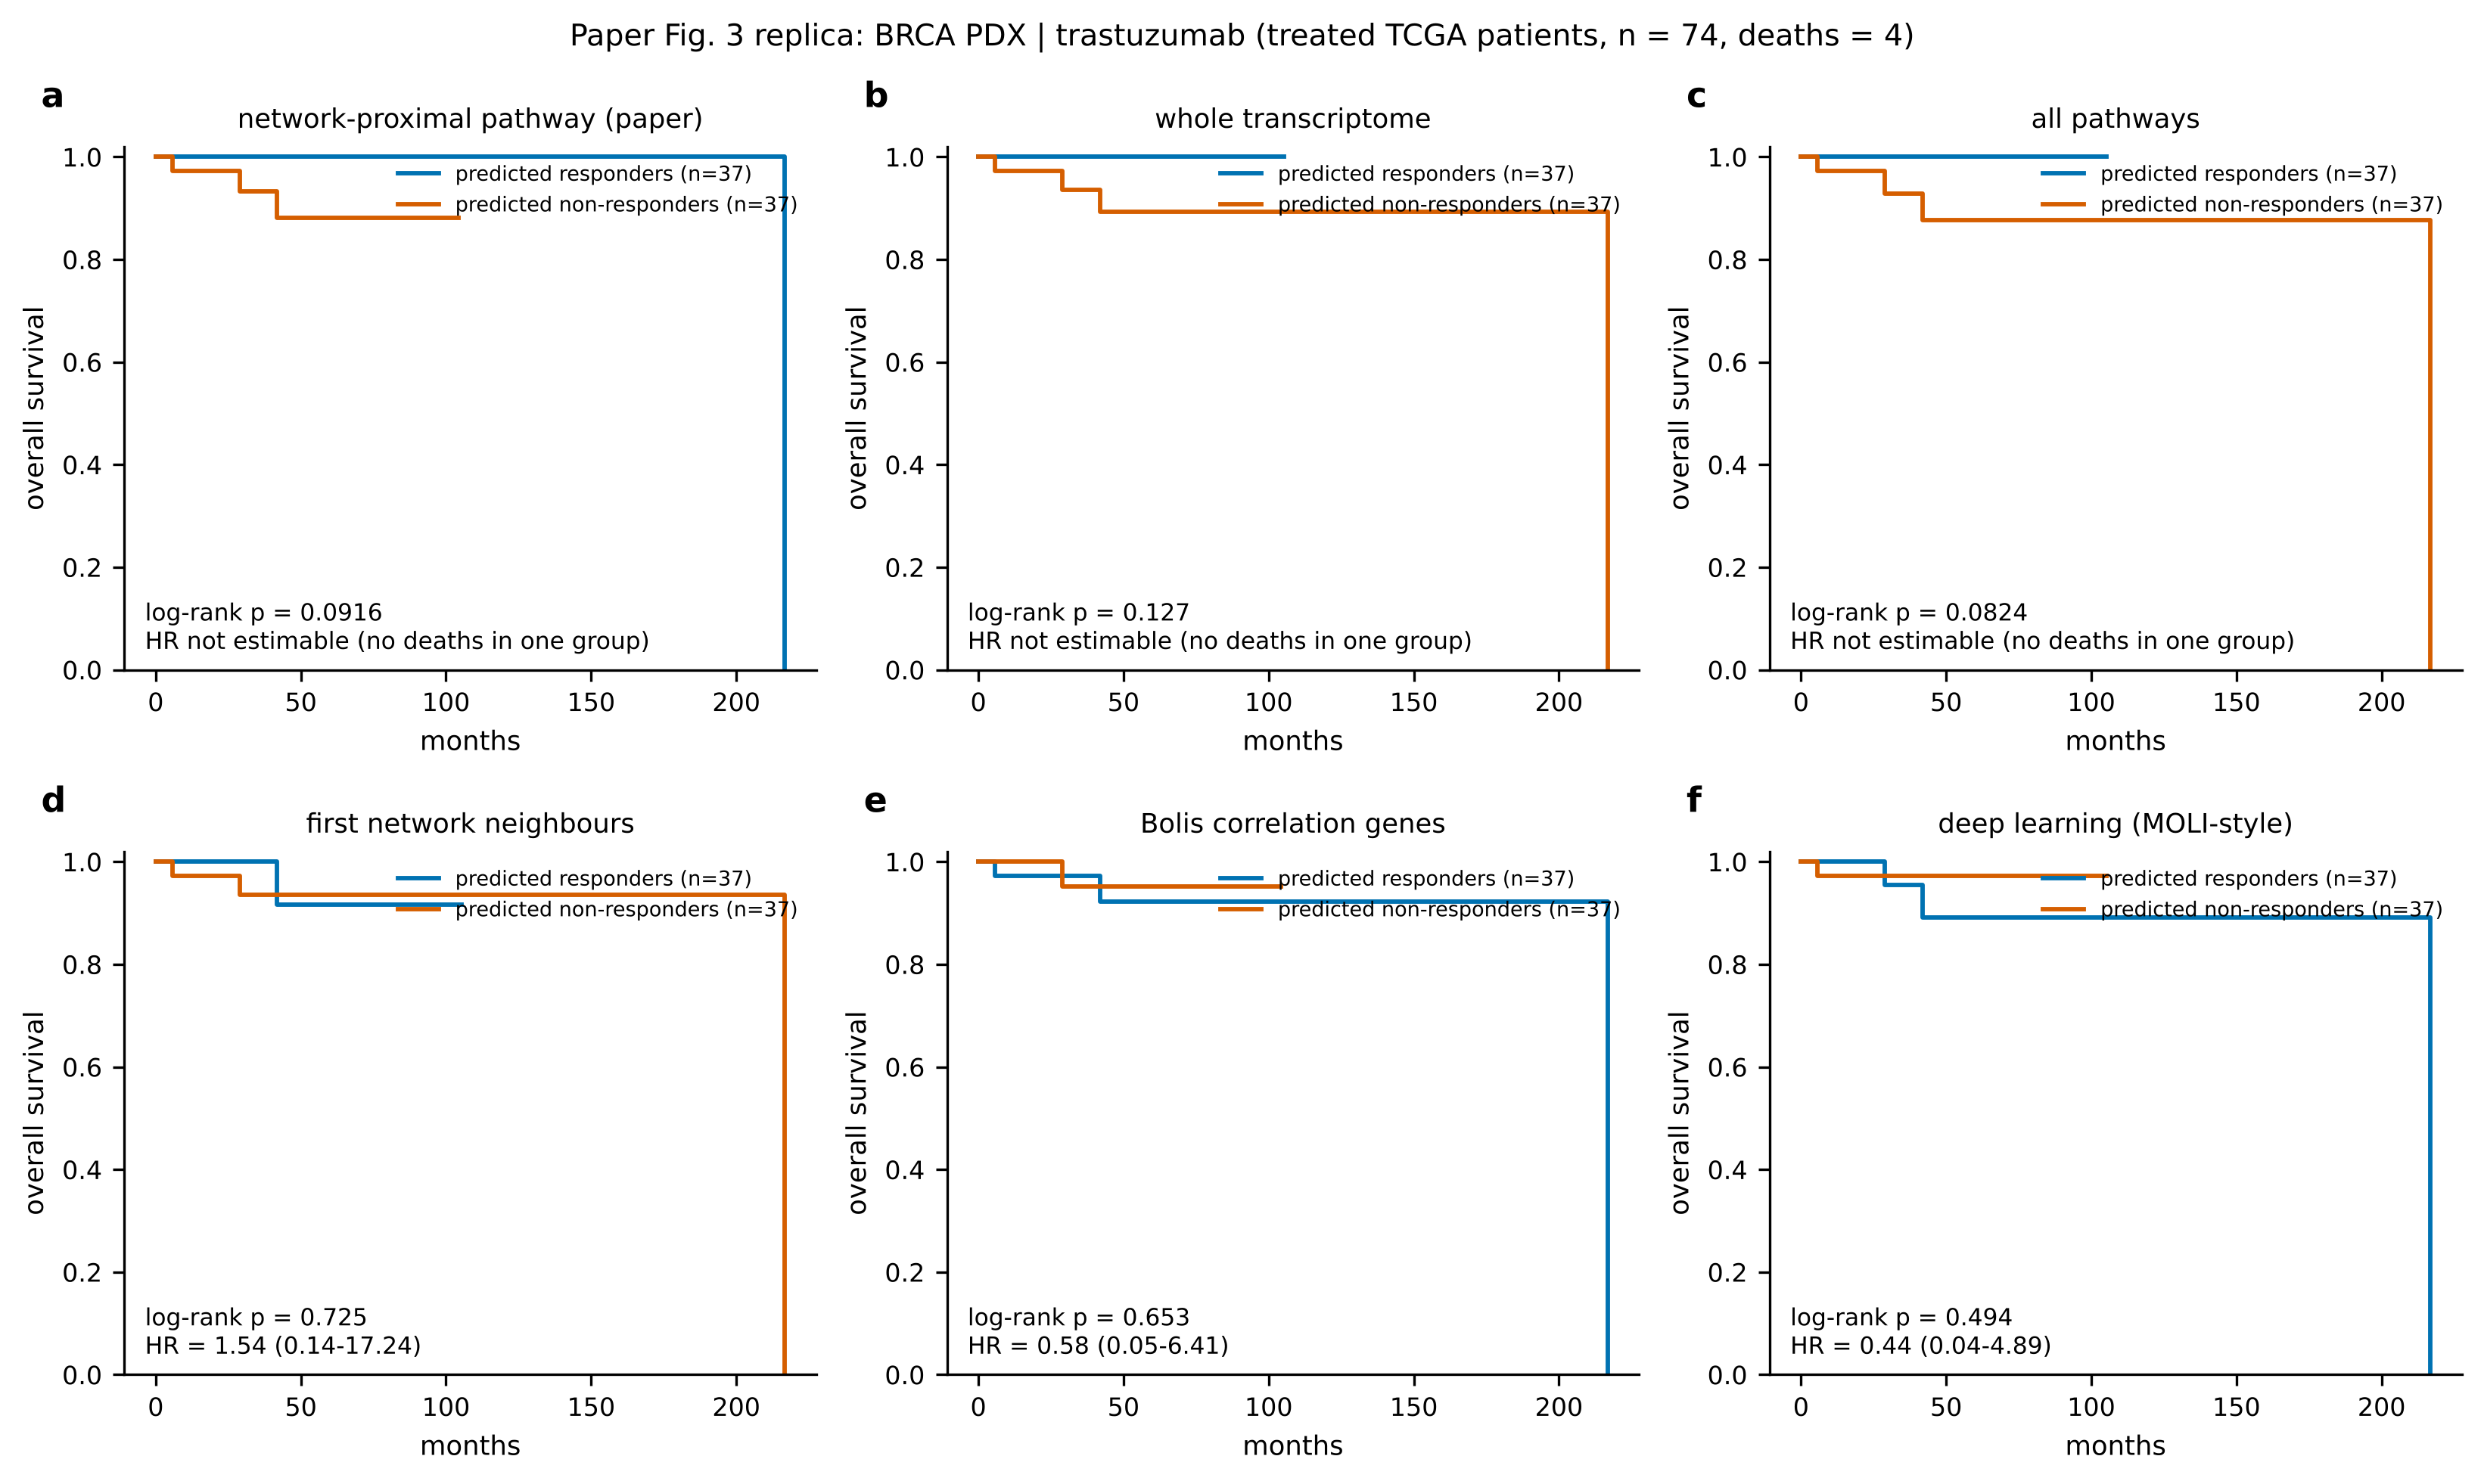 Paper Fig. 3 replica: BRCA PDX | trastuzumab (treated TCGA patients, n = 74, deaths = 4)
a
network-proximal pathway (paper)
1.0
0.8
0.6
0.4
0.2
0.0
overall survival
predicted responders (n=37)
predicted non-responders (n=37)
log-rank p = 0.0916
HR not estimable (no deaths in one group)
0 50 100 150 200
months
b
whole transcriptome
1.0
0.8
0.6
0.4
0.2
0.0
overall survival
predicted responders (n=37)
predicted non-responders (n=37)
log-rank p = 0.127
HR not estimable (no deaths in one group)
0 50 100 150 200
months
c
all pathways
1.0
0.8
0.6
0.4
0.2
0.0
overall survival
predicted responders (n=37)
predicted non-responders (n=37)
log-rank p = 0.0824
HR not estimable (no deaths in one group)
0 50 100 150 200
months
d
first network neighbours
1.0
0.8
0.6
0.4
0.2
0.0
overall survival
predicted responders (n=37)
predicted non-responders (n=37)
log-rank p = 0.725
HR = 1.54 (0.14-17.24)
0 50 100 150 200
months
e
Bolis correlation genes
1.0
0.8
0.6
0.4
0.2
0.0
overall survival
predicted responders (n=37)
predicted non-responders (n=37)
log-rank p = 0.653
HR = 0.58 (0.05-6.41)
0 50 100 150 200
months
f
deep learning (MOLI-style)
1.0
0.8
0.6
0.4
0.2
0.0
overall survival
predicted responders (n=37)
predicted non-responders (n=37)
log-rank p = 0.494
HR = 0.44 (0.04-4.89)
0 50 100 150 200
months